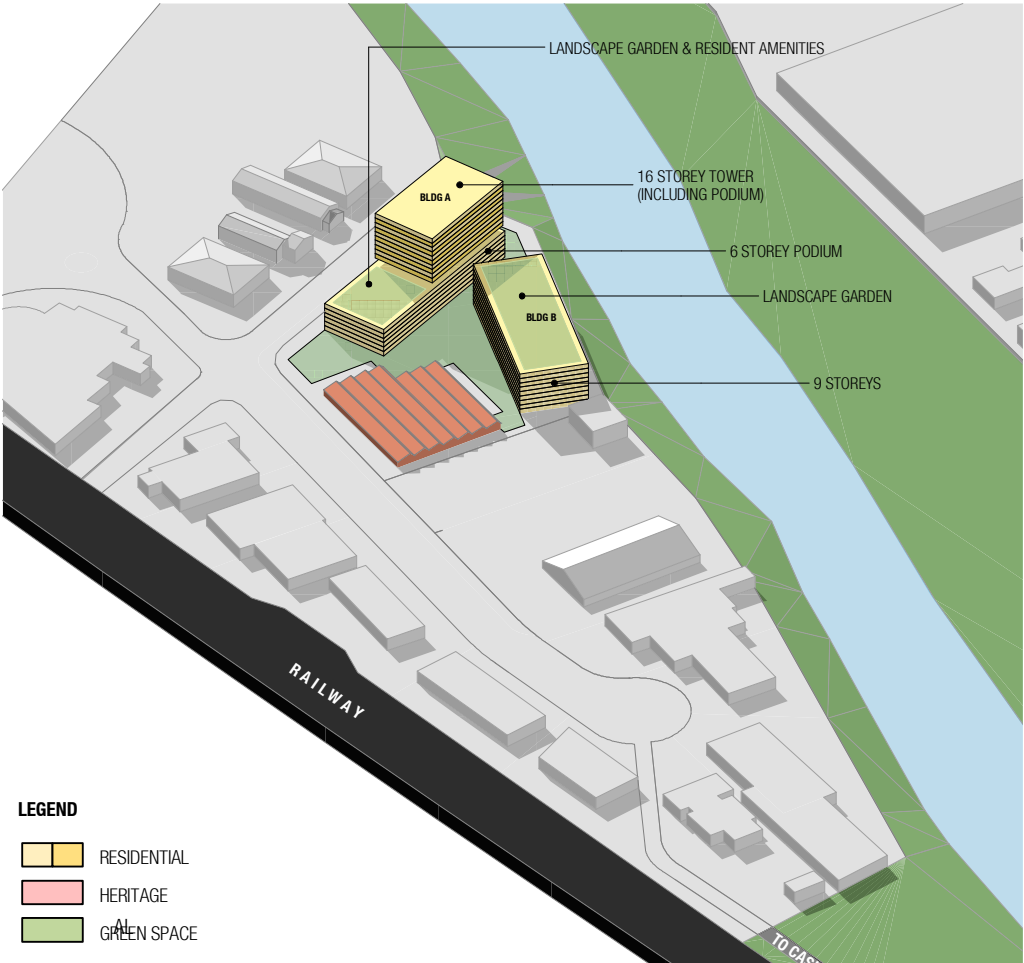 LANDSCAPE GARDEN & RESIDENT AMENITIES
16 STOREY TOWER
(INCLUDING PODIUM)
BLDG A
6 STOREY PODIUM
LANDSCAPE GARDEN
BLDG B
9 STOREYS
RAILWAY
LEGEND
RESIDENTIAL
HERITAGE
GREEN SPACE
TO